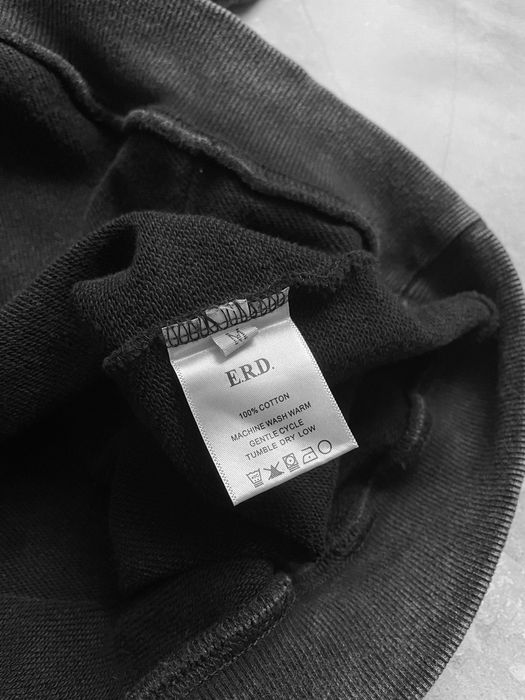 M
E.R.D.
100% COTTON
MACHINE WASH WARM
GENTLE CYCLE
TUMBLE DRY LOW